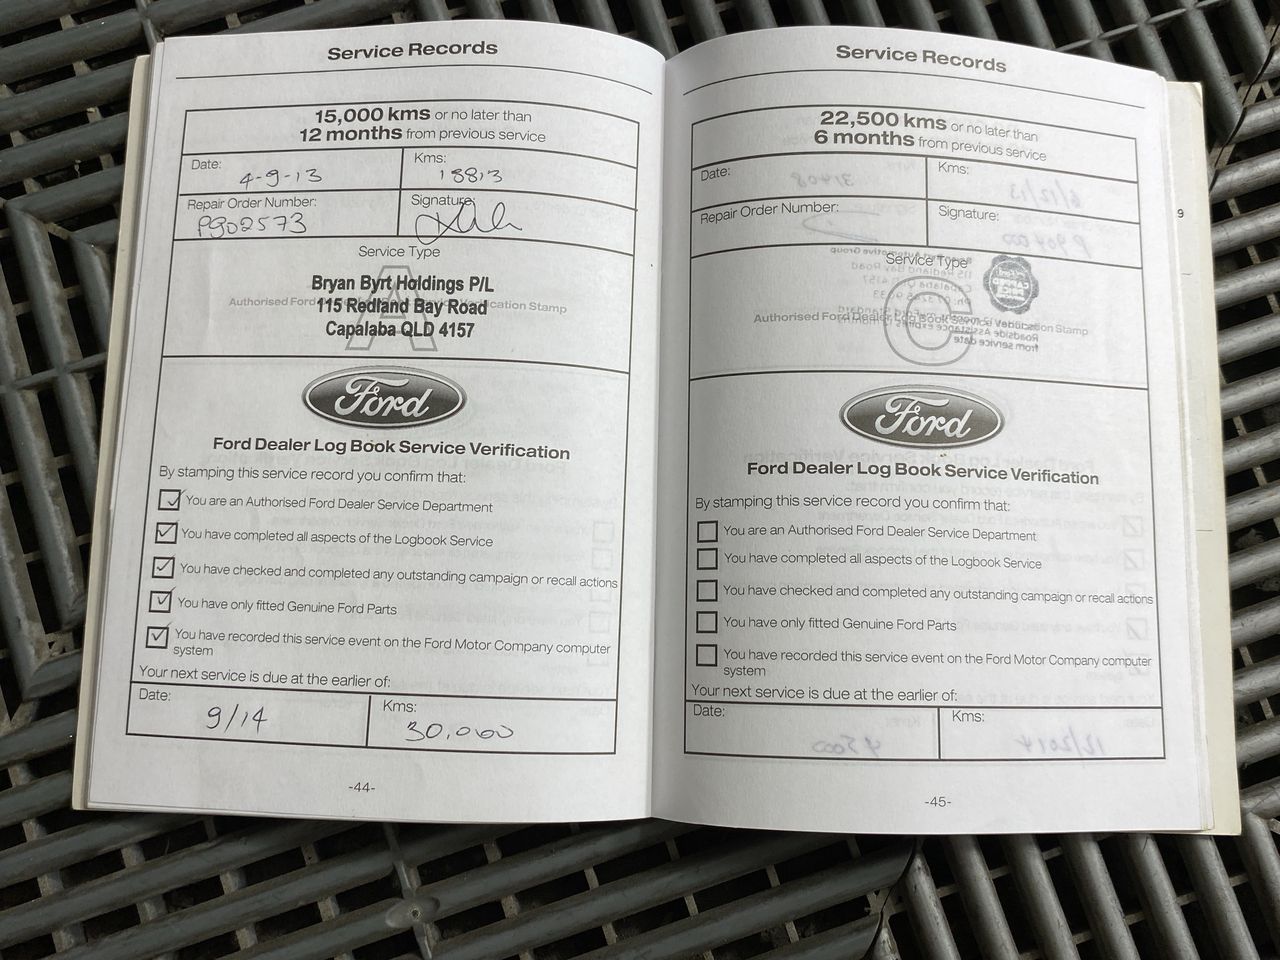 Service Records
15,000 kms or no later than
12 months from previous service
Date:
4-9-13
Kms:
18813
Repair Order Number:
P902573
Signature:
Service Type
A
Bryan Byrt Holdings P/L
115 Redland Bay Road
Capalaba QLD 4157
Ford
Ford Dealer Log Book Service Verification
By stamping this service record you confirm that:
You are an Authorised Ford Dealer Service Department
You have completed all aspects of the Logbook Service
You have checked and completed any outstanding campaign or recall actions
You have only fitted Genuine Ford Parts
You have recorded this service event on the Ford Motor Company computer
system
Your next service is due at the earlier of:
Date:
9/14
Kms:
30,000
-44-
Service Records
22,500 kms or no later than
6 months from previous service
Date:
Kms:
Repair Order Number:
Signature:
Service Type
C
Authorised Ford Dealer Log Book Service Verification Stamp
Ford
Ford Dealer Log Book Service Verification
By stamping this service record you confirm that:
You are an Authorised Ford Dealer Service Department
You have completed all aspects of the Logbook Service
You have checked and completed any outstanding campaign or recall actions
You have only fitted Genuine Ford Parts
You have recorded this service event on the Ford Motor Company computer
system
Your next service is due at the earlier of:
Date:
Kms:
-45-
9